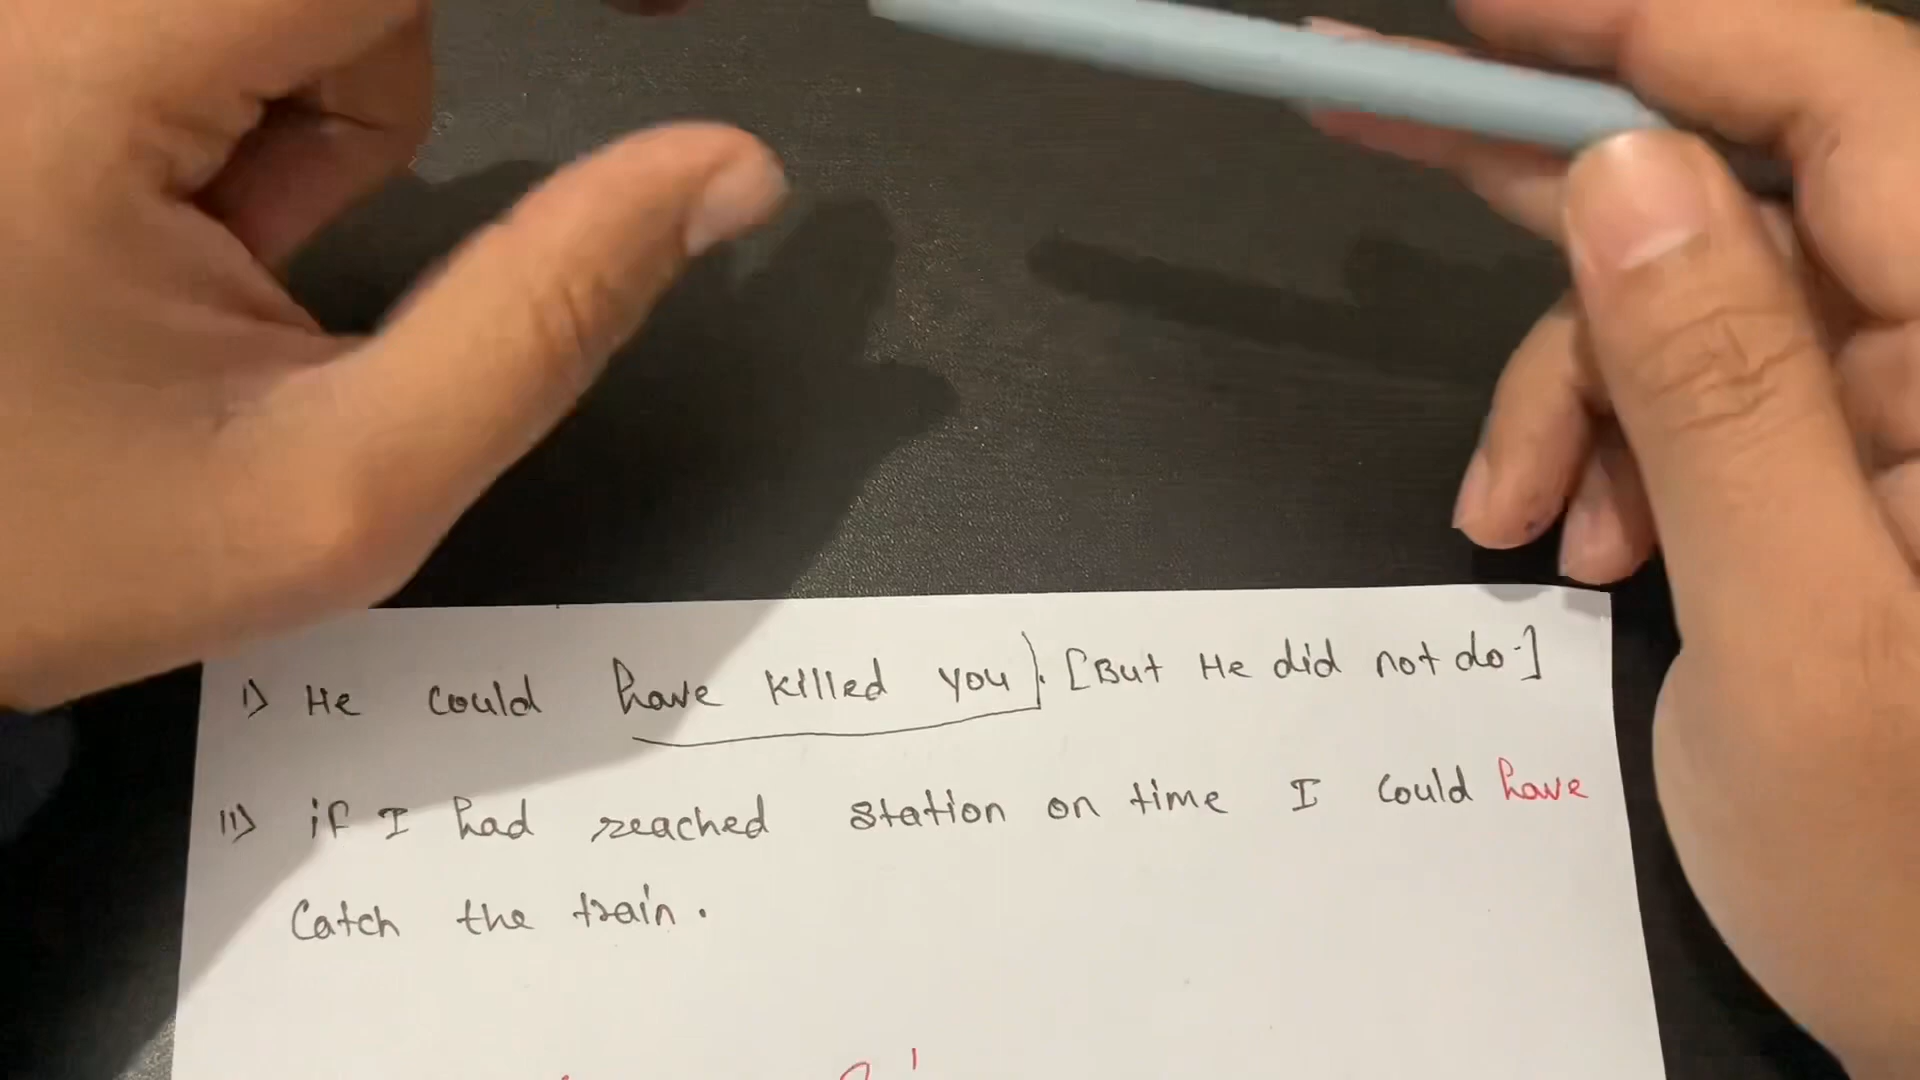 i) He could have killed you. [But He did not do.]
ii) if I had reached station on time I could have
Catch the train.